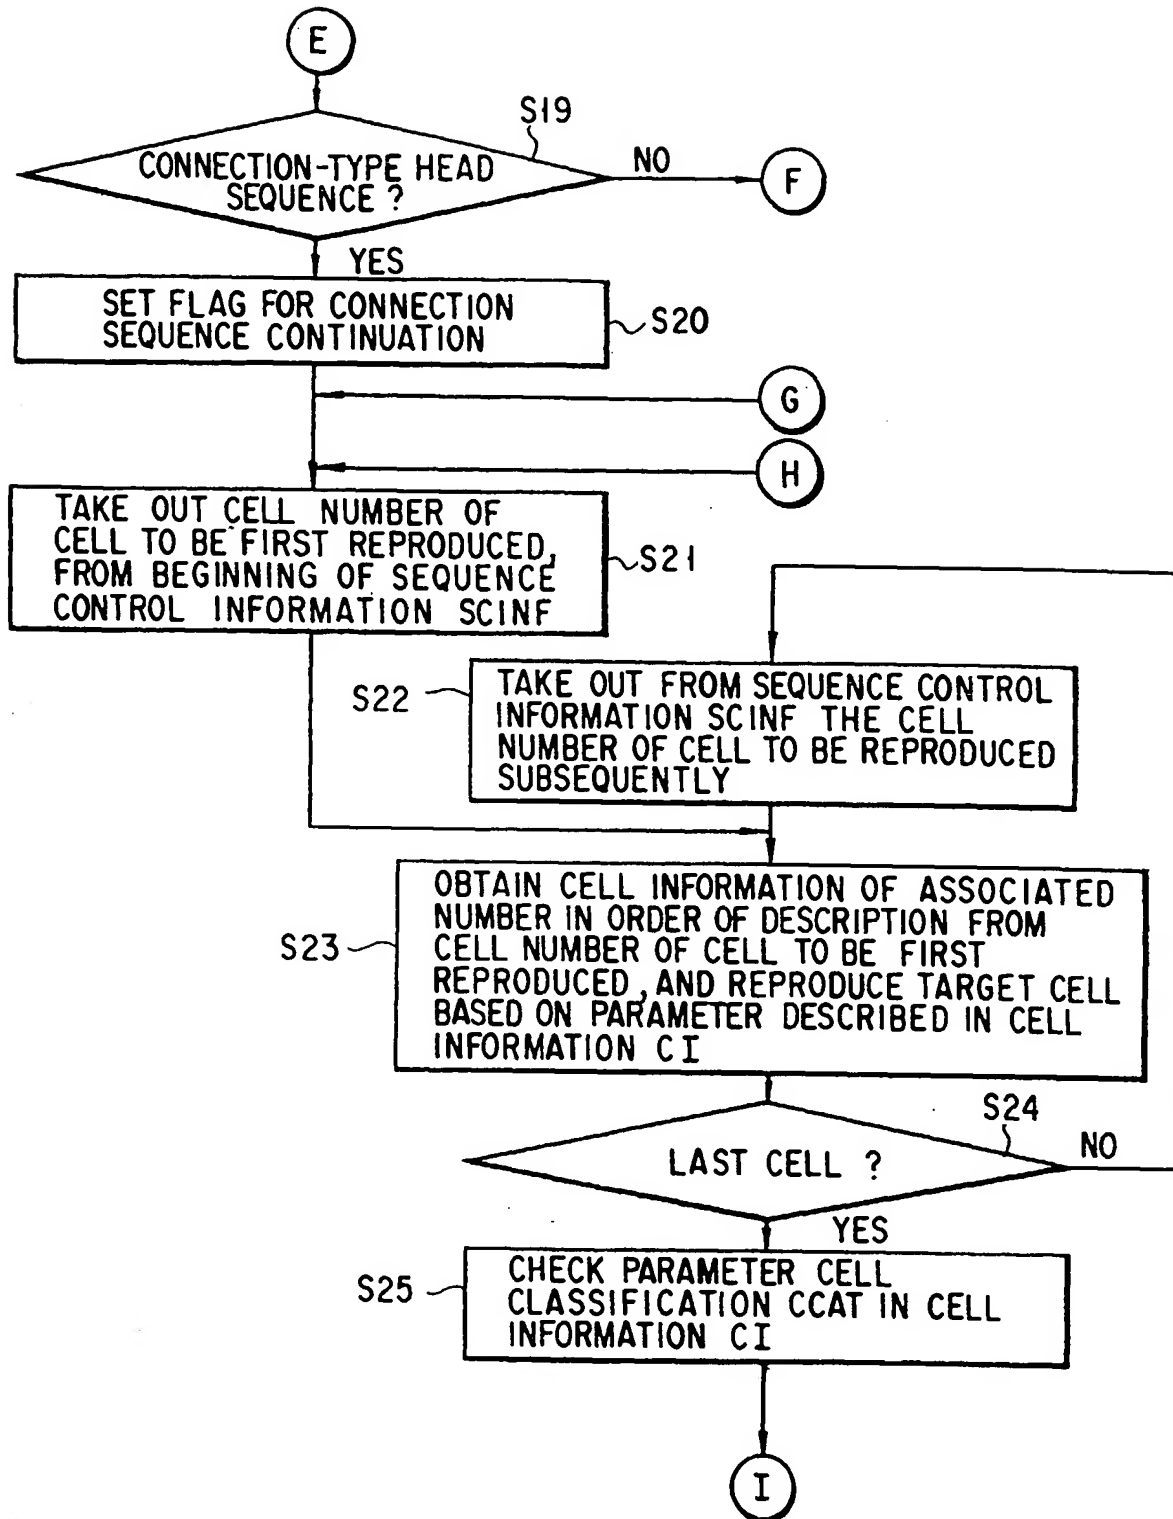 E
S19
CONNECTION-TYPE HEAD
SEQUENCE ?
NO
F
YES
SET FLAG FOR CONNECTION
SEQUENCE CONTINUATION
S20
G
H
TAKE OUT CELL NUMBER OF
CELL TO BE FIRST REPRODUCED,
FROM BEGINNING OF SEQUENCE
CONTROL INFORMATION SCINF
S21
S22
TAKE OUT FROM SEQUENCE CONTROL
INFORMATION SCINF THE CELL
NUMBER OF CELL TO BE REPRODUCED
SUBSEQUENTLY
S23
OBTAIN CELL INFORMATION OF ASSOCIATED
NUMBER IN ORDER OF DESCRIPTION FROM
CELL NUMBER OF CELL TO BE FIRST
REPRODUCED, AND REPRODUCE TARGET CELL
BASED ON PARAMETER DESCRIBED IN CELL
INFORMATION CI
S24
LAST CELL ?
NO
YES
S25
CHECK PARAMETER CELL
CLASSIFICATION CCAT IN CELL
INFORMATION CI
I